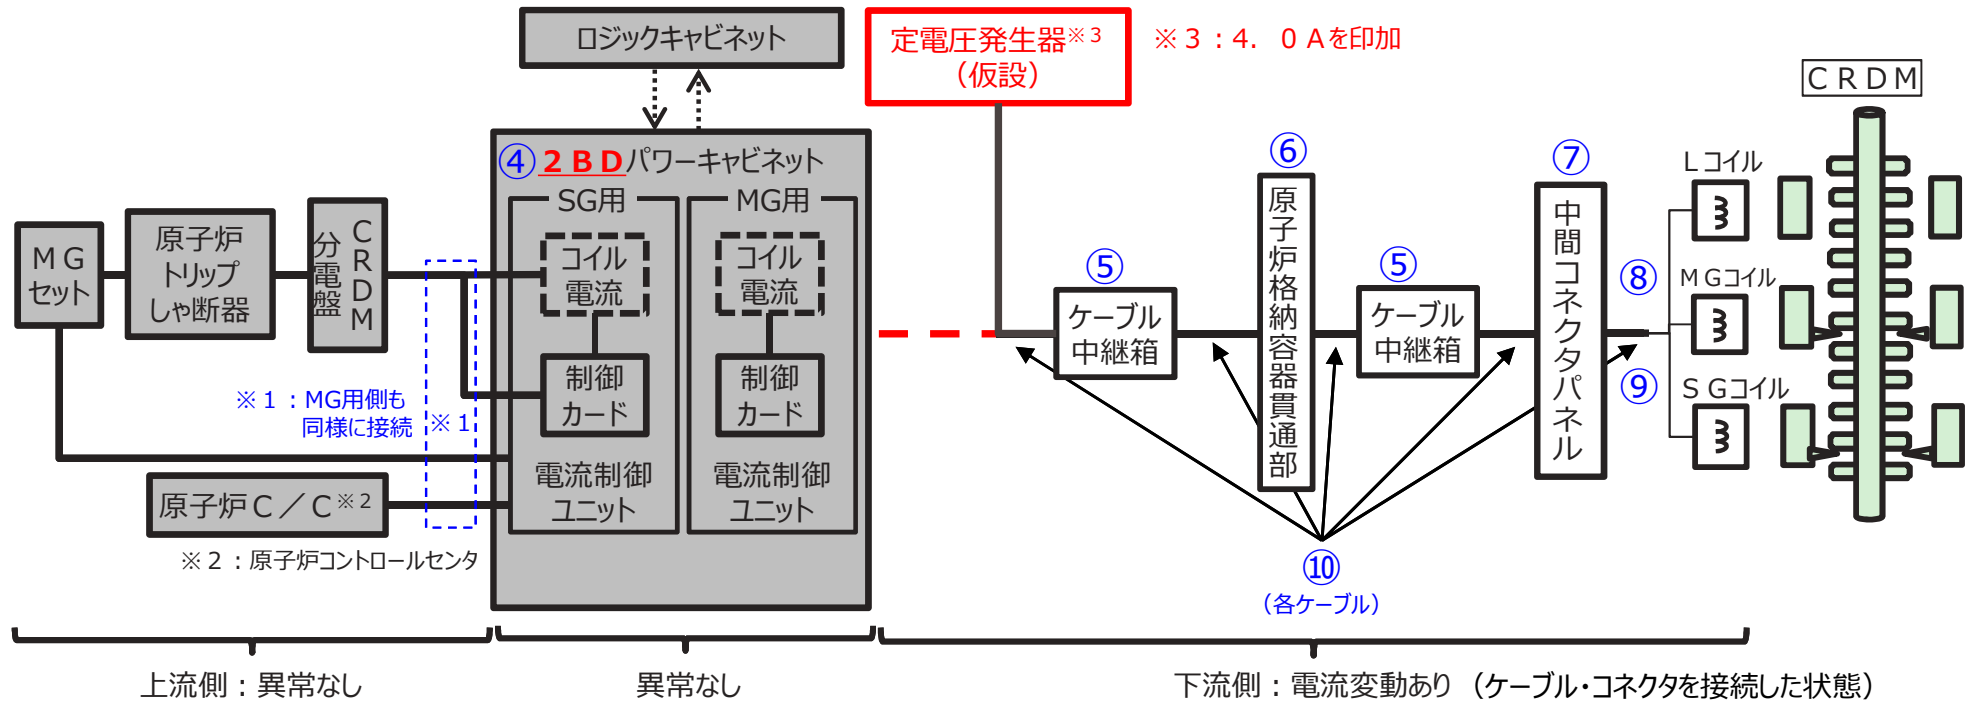 ロジックキャビネット
定電圧発生器※３
（仮設）
※３：４．０Ａを印加
ＣＲＤＭ
④２ＢＤパワーキャビネット
SG用
MG用
コイル
電流
コイル
電流
制御
カード
制御
カード
電流制御
ユニット
電流制御
ユニット
ＭＧ
セット
原子炉
トリップ
しゃ断器
ＣＲＤＭ
分電盤
※１：MG用側も
同様に接続
※１
原子炉Ｃ／Ｃ※２
※２：原子炉コントロールセンタ
⑤
ケーブル
中継箱
⑥
原子炉格納容器貫通部
⑤
ケーブル
中継箱
⑦
中間コネクタパネル
⑧
⑨
Ｌコイル
ＭＧコイル
ＳＧコイル
⑩
（各ケーブル）
上流側：異常なし
異常なし
下流側：電流変動あり（ケーブル・コネクタを接続した状態）